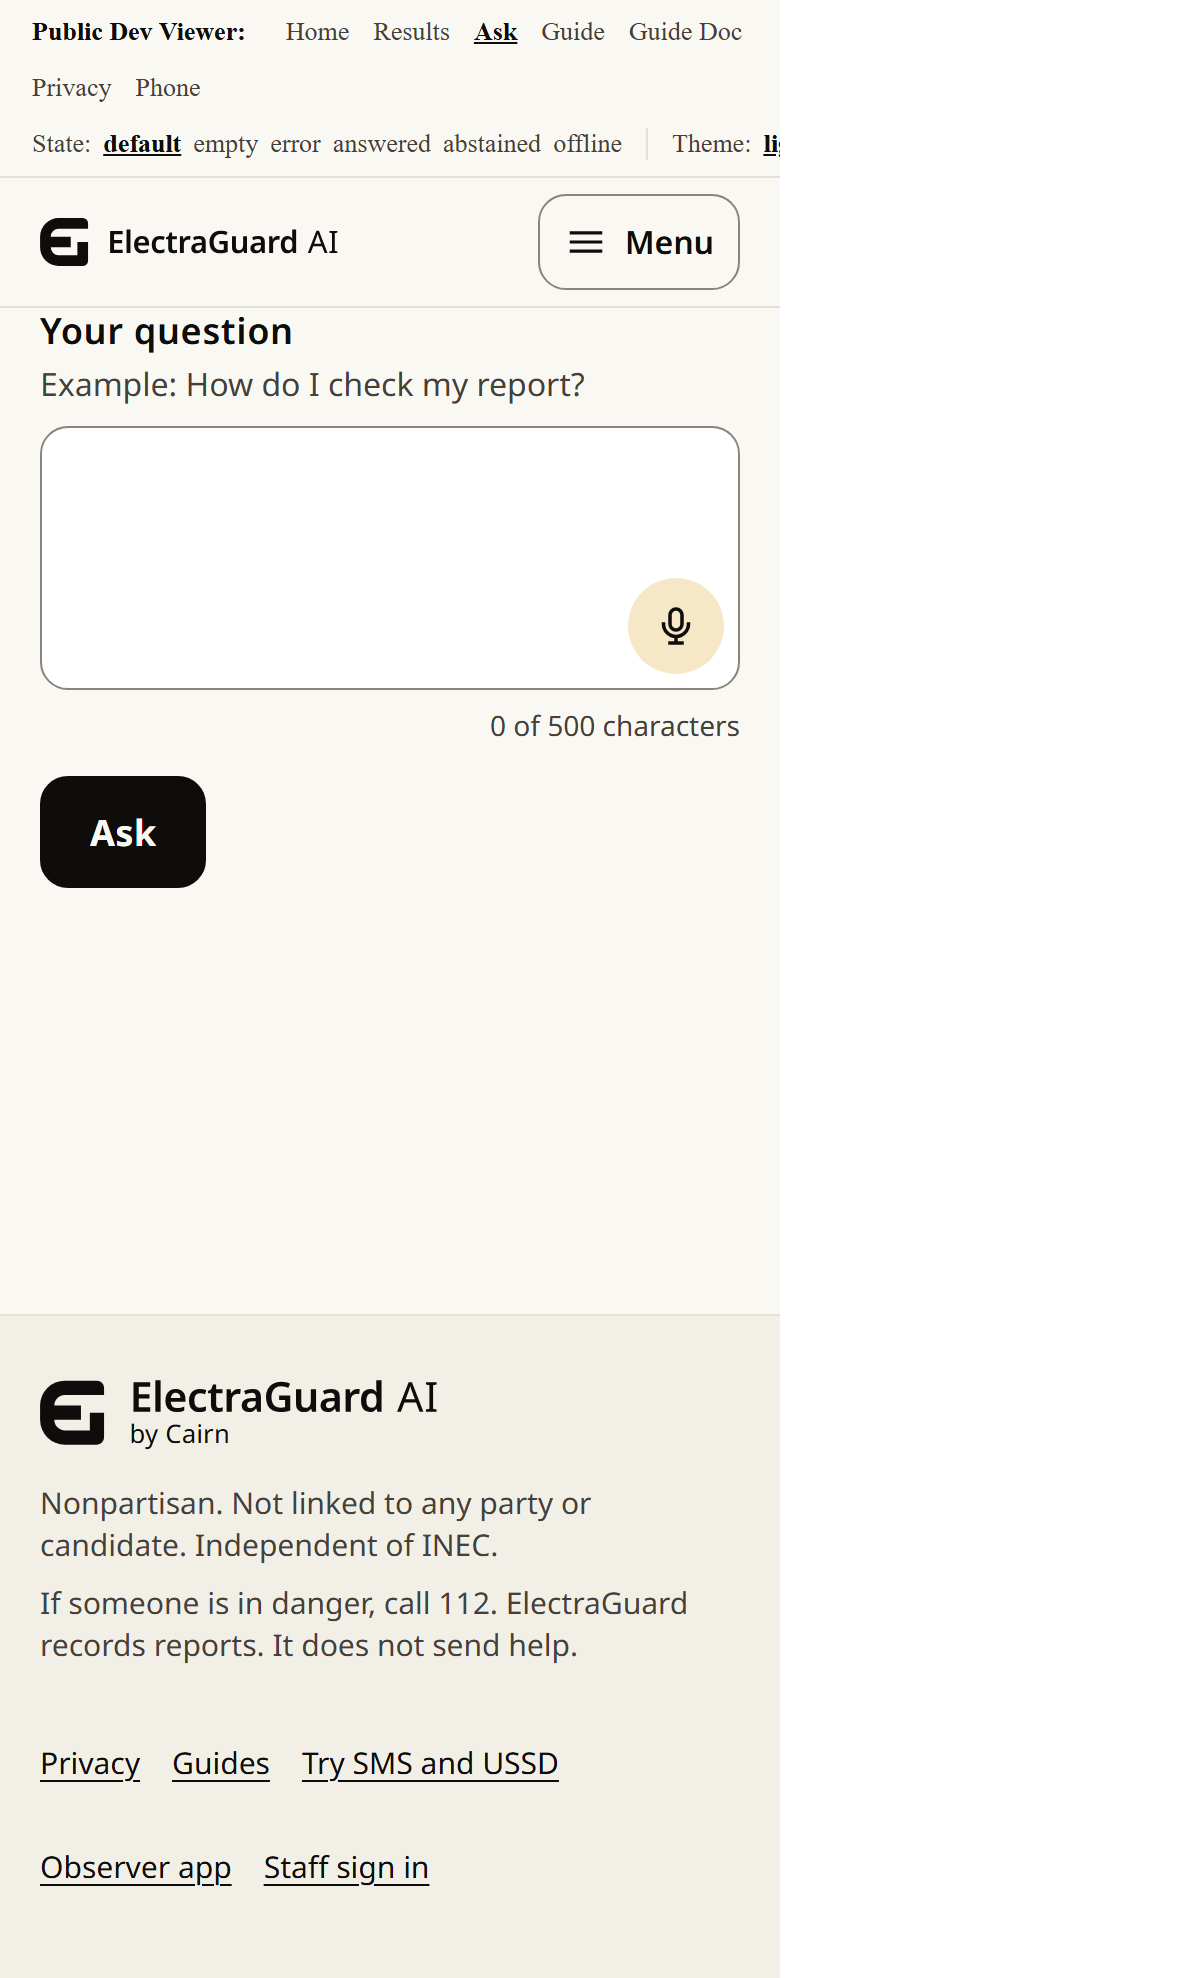 Public Dev Viewer: Home Results Ask Guide Guide Doc
Privacy Phone
State: default empty error answered abstained offline Theme:
ElectraGuard AI
Menu
Your question
Example: How do I check my report?
0 of 500 characters
Ask
ElectraGuard AI
by Cairn
Nonpartisan. Not linked to any party or
candidate. Independent of INEC.
If someone is in danger, call 112. ElectraGuard
records reports. It does not send help.
Privacy Guides Try SMS and USSD
Observer app Staff sign in